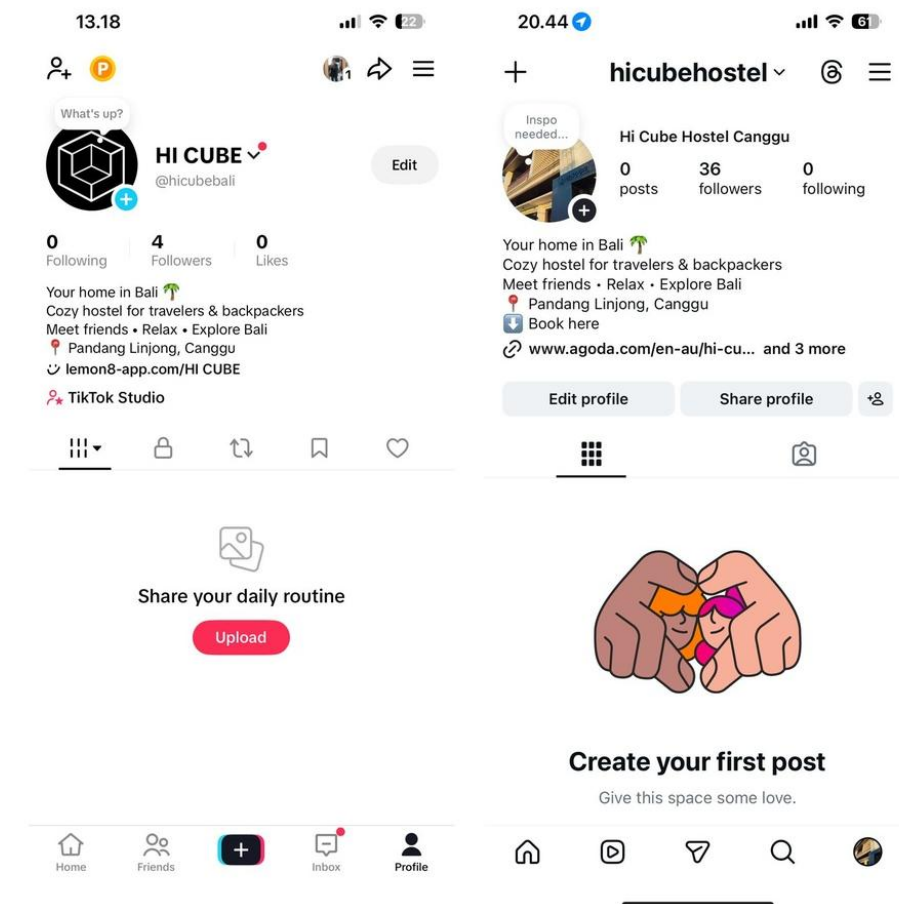 13.18
22
P
1
What's up?
HI CUBE
@hicubebali
Edit
0 Following
4 Followers
0 Likes
Your home in Bali 🌴
Cozy hostel for travelers & backpackers
Meet friends • Relax • Explore Bali
📍 Pandang Linjong, Canggu
lemon8-app.com/HI CUBE
TikTok Studio
Share your daily routine
Upload
Home
Friends
Inbox
Profile
20.44
61
hicubehostel
Inspo
needed...
Hi Cube Hostel Canggu
0 posts
36 followers
0 following
Your home in Bali 🌴
Cozy hostel for travelers & backpackers
Meet friends • Relax • Explore Bali
📍 Pandang Linjong, Canggu
⬇️ Book here
www.agoda.com/en-au/hi-cu... and 3 more
Edit profile
Share profile
Create your first post
Give this space some love.